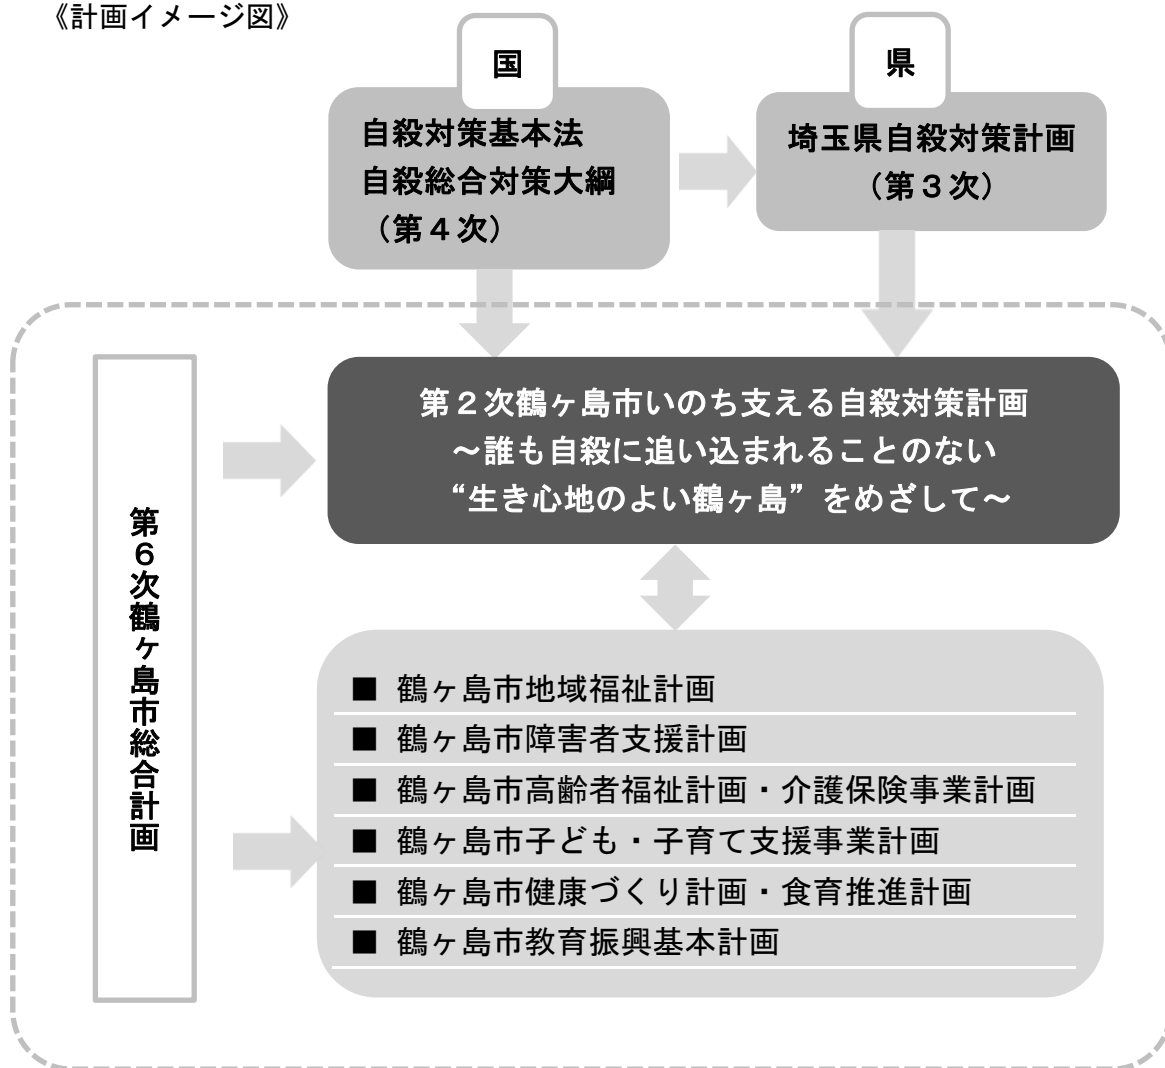 《計画イメージ図》
国
自殺対策基本法
自殺総合対策大綱
（第４次）
県
埼玉県自殺対策計画
（第３次）
第６次鶴ヶ島市総合計画
第２次鶴ヶ島市いのち支える自殺対策計画
～誰も自殺に追い込まれることのない
“生き心地のよい鶴ヶ島”をめざして～
■ 鶴ヶ島市地域福祉計画
■ 鶴ヶ島市障害者支援計画
■ 鶴ヶ島市高齢者福祉計画・介護保険事業計画
■ 鶴ヶ島市子ども・子育て支援事業計画
■ 鶴ヶ島市健康づくり計画・食育推進計画
■ 鶴ヶ島市教育振興基本計画